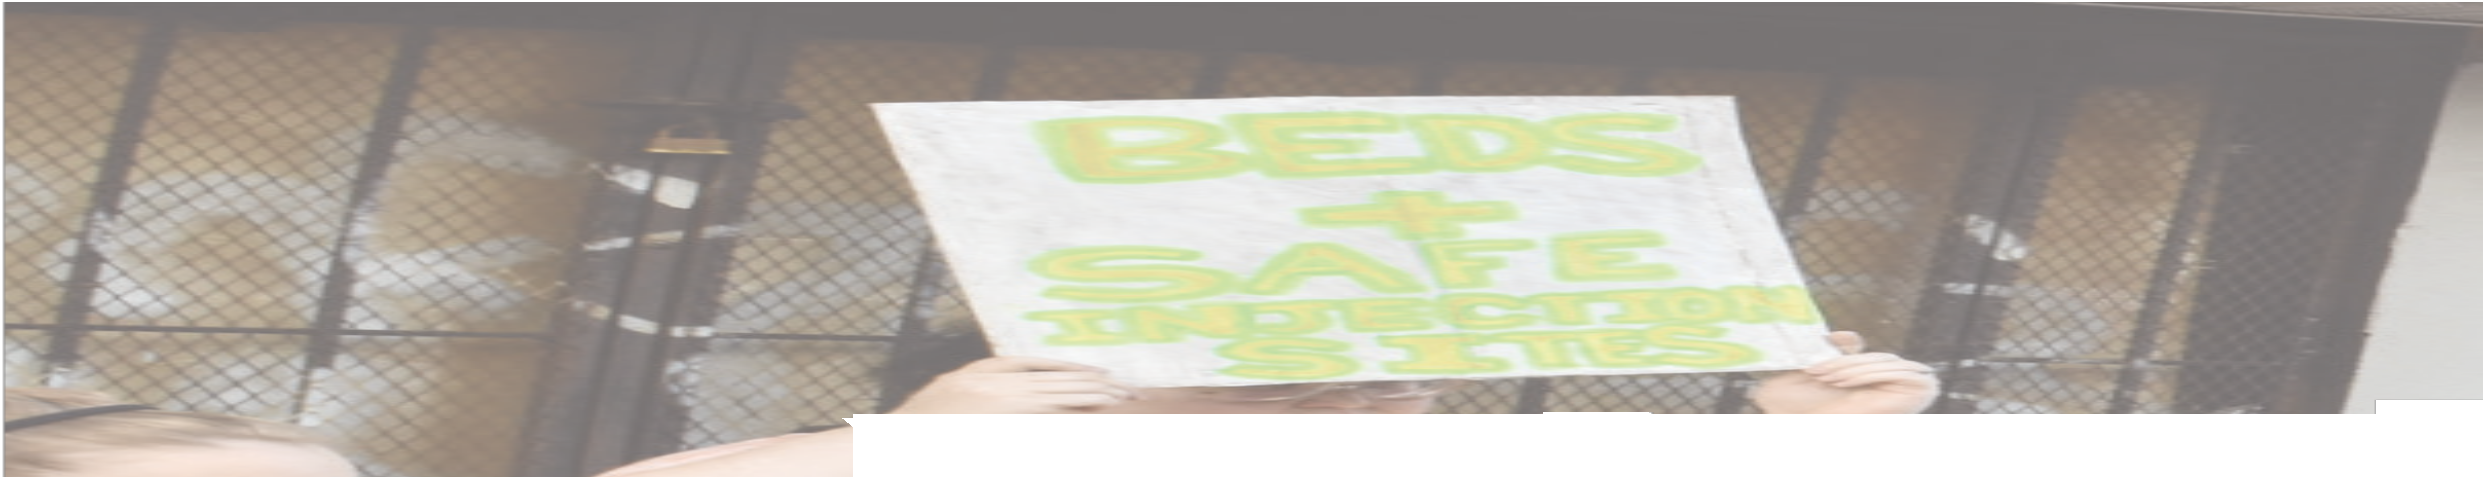 BEDS
+
SAFE
INJECTION
SITES